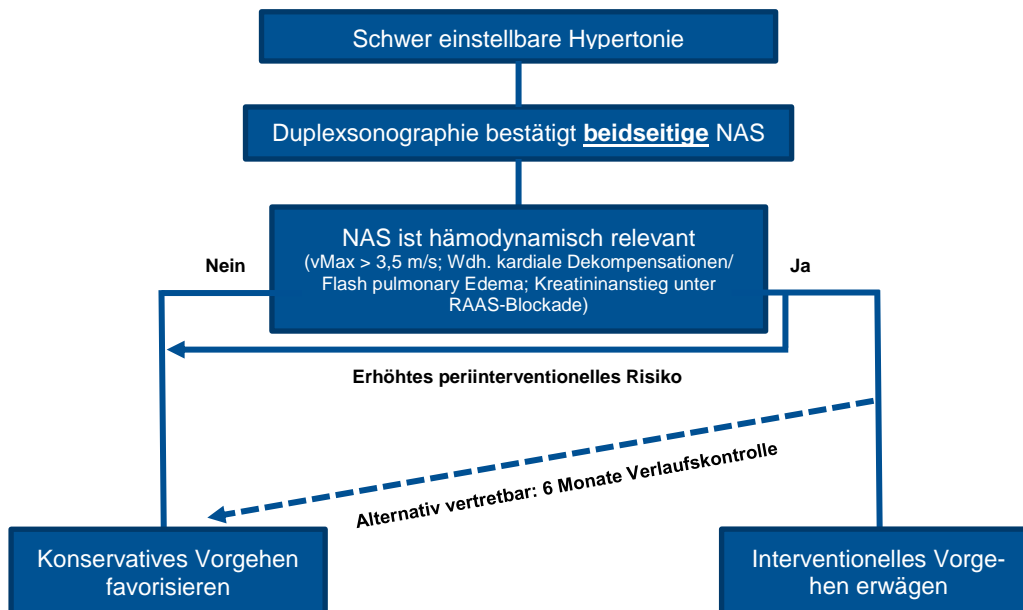 Schwer einstellbare Hypertonie
Duplexsonographie bestätigt beidseitige NAS
NAS ist hämodynamisch relevant
(vMax > 3,5 m/s; Wdh. kardiale Dekompensationen/
Flash pulmonary Edema; Kreatininanstieg unter
RAAS-Blockade)
Nein
Ja
Erhöhtes periinterventionelles Risiko
Alternativ vertretbar: 6 Monate Verlaufskontrolle
Konservatives Vorgehen
favorisieren
Interventionelles Vorge-
hen erwägen